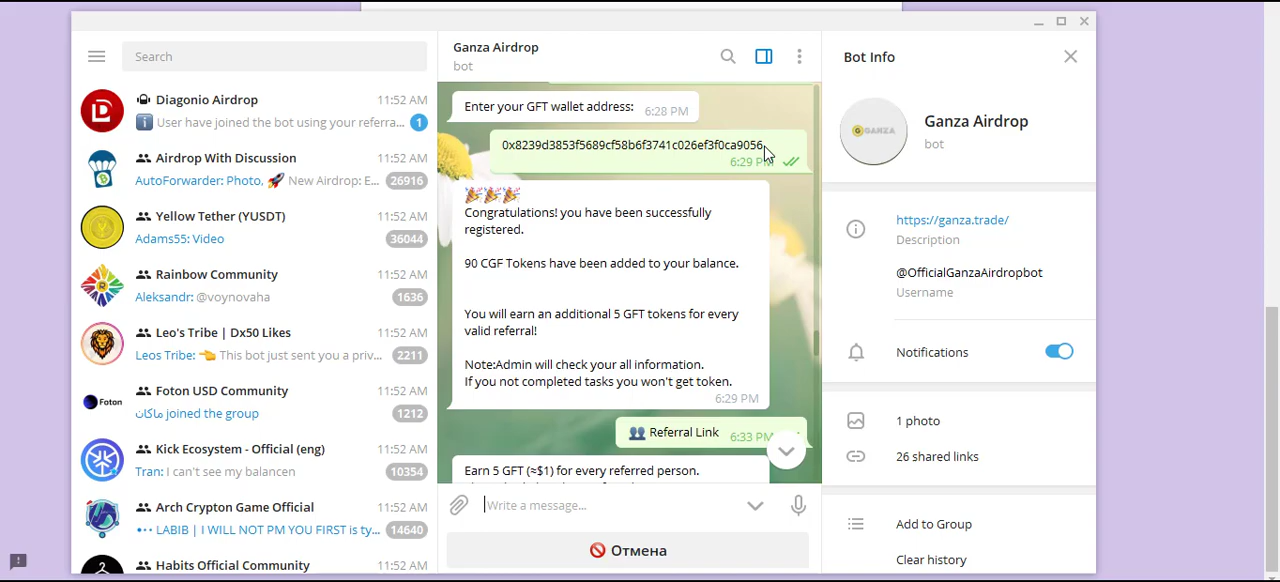 Search
Diagonio Airdrop 11:52 AM
ℹ️ User have joined the bot using your referra... 1
Airdrop With Discussion 11:52 AM
AutoForwarder: Photo, 🚀 New Airdrop: E... 26916
Yellow Tether (YUSDT) 11:52 AM
Adams55: Video 36044
Rainbow Community 11:52 AM
Aleksandr: @voynovaha 1636
Leo's Tribe | Dx50 Likes 11:52 AM
Leos Tribe: 👈 This bot just sent you a priv... 2211
Foton
Foton USD Community 11:52 AM
ماكان joined the group 1212
Kick Ecosystem - Official (eng) 11:52 AM
Tran: I can't see my balancen 10354
Arch Crypton Game Official 11:52 AM
••• LABIB | I WILL NOT PM YOU FIRST is ty... 14640
Habits Official Community 11:52 AM
Ganza Airdrop
bot
Enter your GFT wallet address: 6:28 PM
0x8239d3853f5689cf58b6f3741c026ef3f0ca9056
6:29 PM
🎉🎉🎉
Congratulations! you have been successfully
registered.
90 CGF Tokens have been added to your balance.
You will earn an additional 5 GFT tokens for every
valid referral!
Note:Admin will check your all information.
If you not completed tasks you won't get token.
6:29 PM
👥 Referral Link 6:33 PM
Earn 5 GFT (≈$1) for every referred person.
Write a message...
🚫 Отмена
Bot Info
GANZA
Ganza Airdrop
bot
https://ganza.trade/
Description
@OfficialGanzaAirdropbot
Username
Notifications
1 photo
26 shared links
Add to Group
Clear history